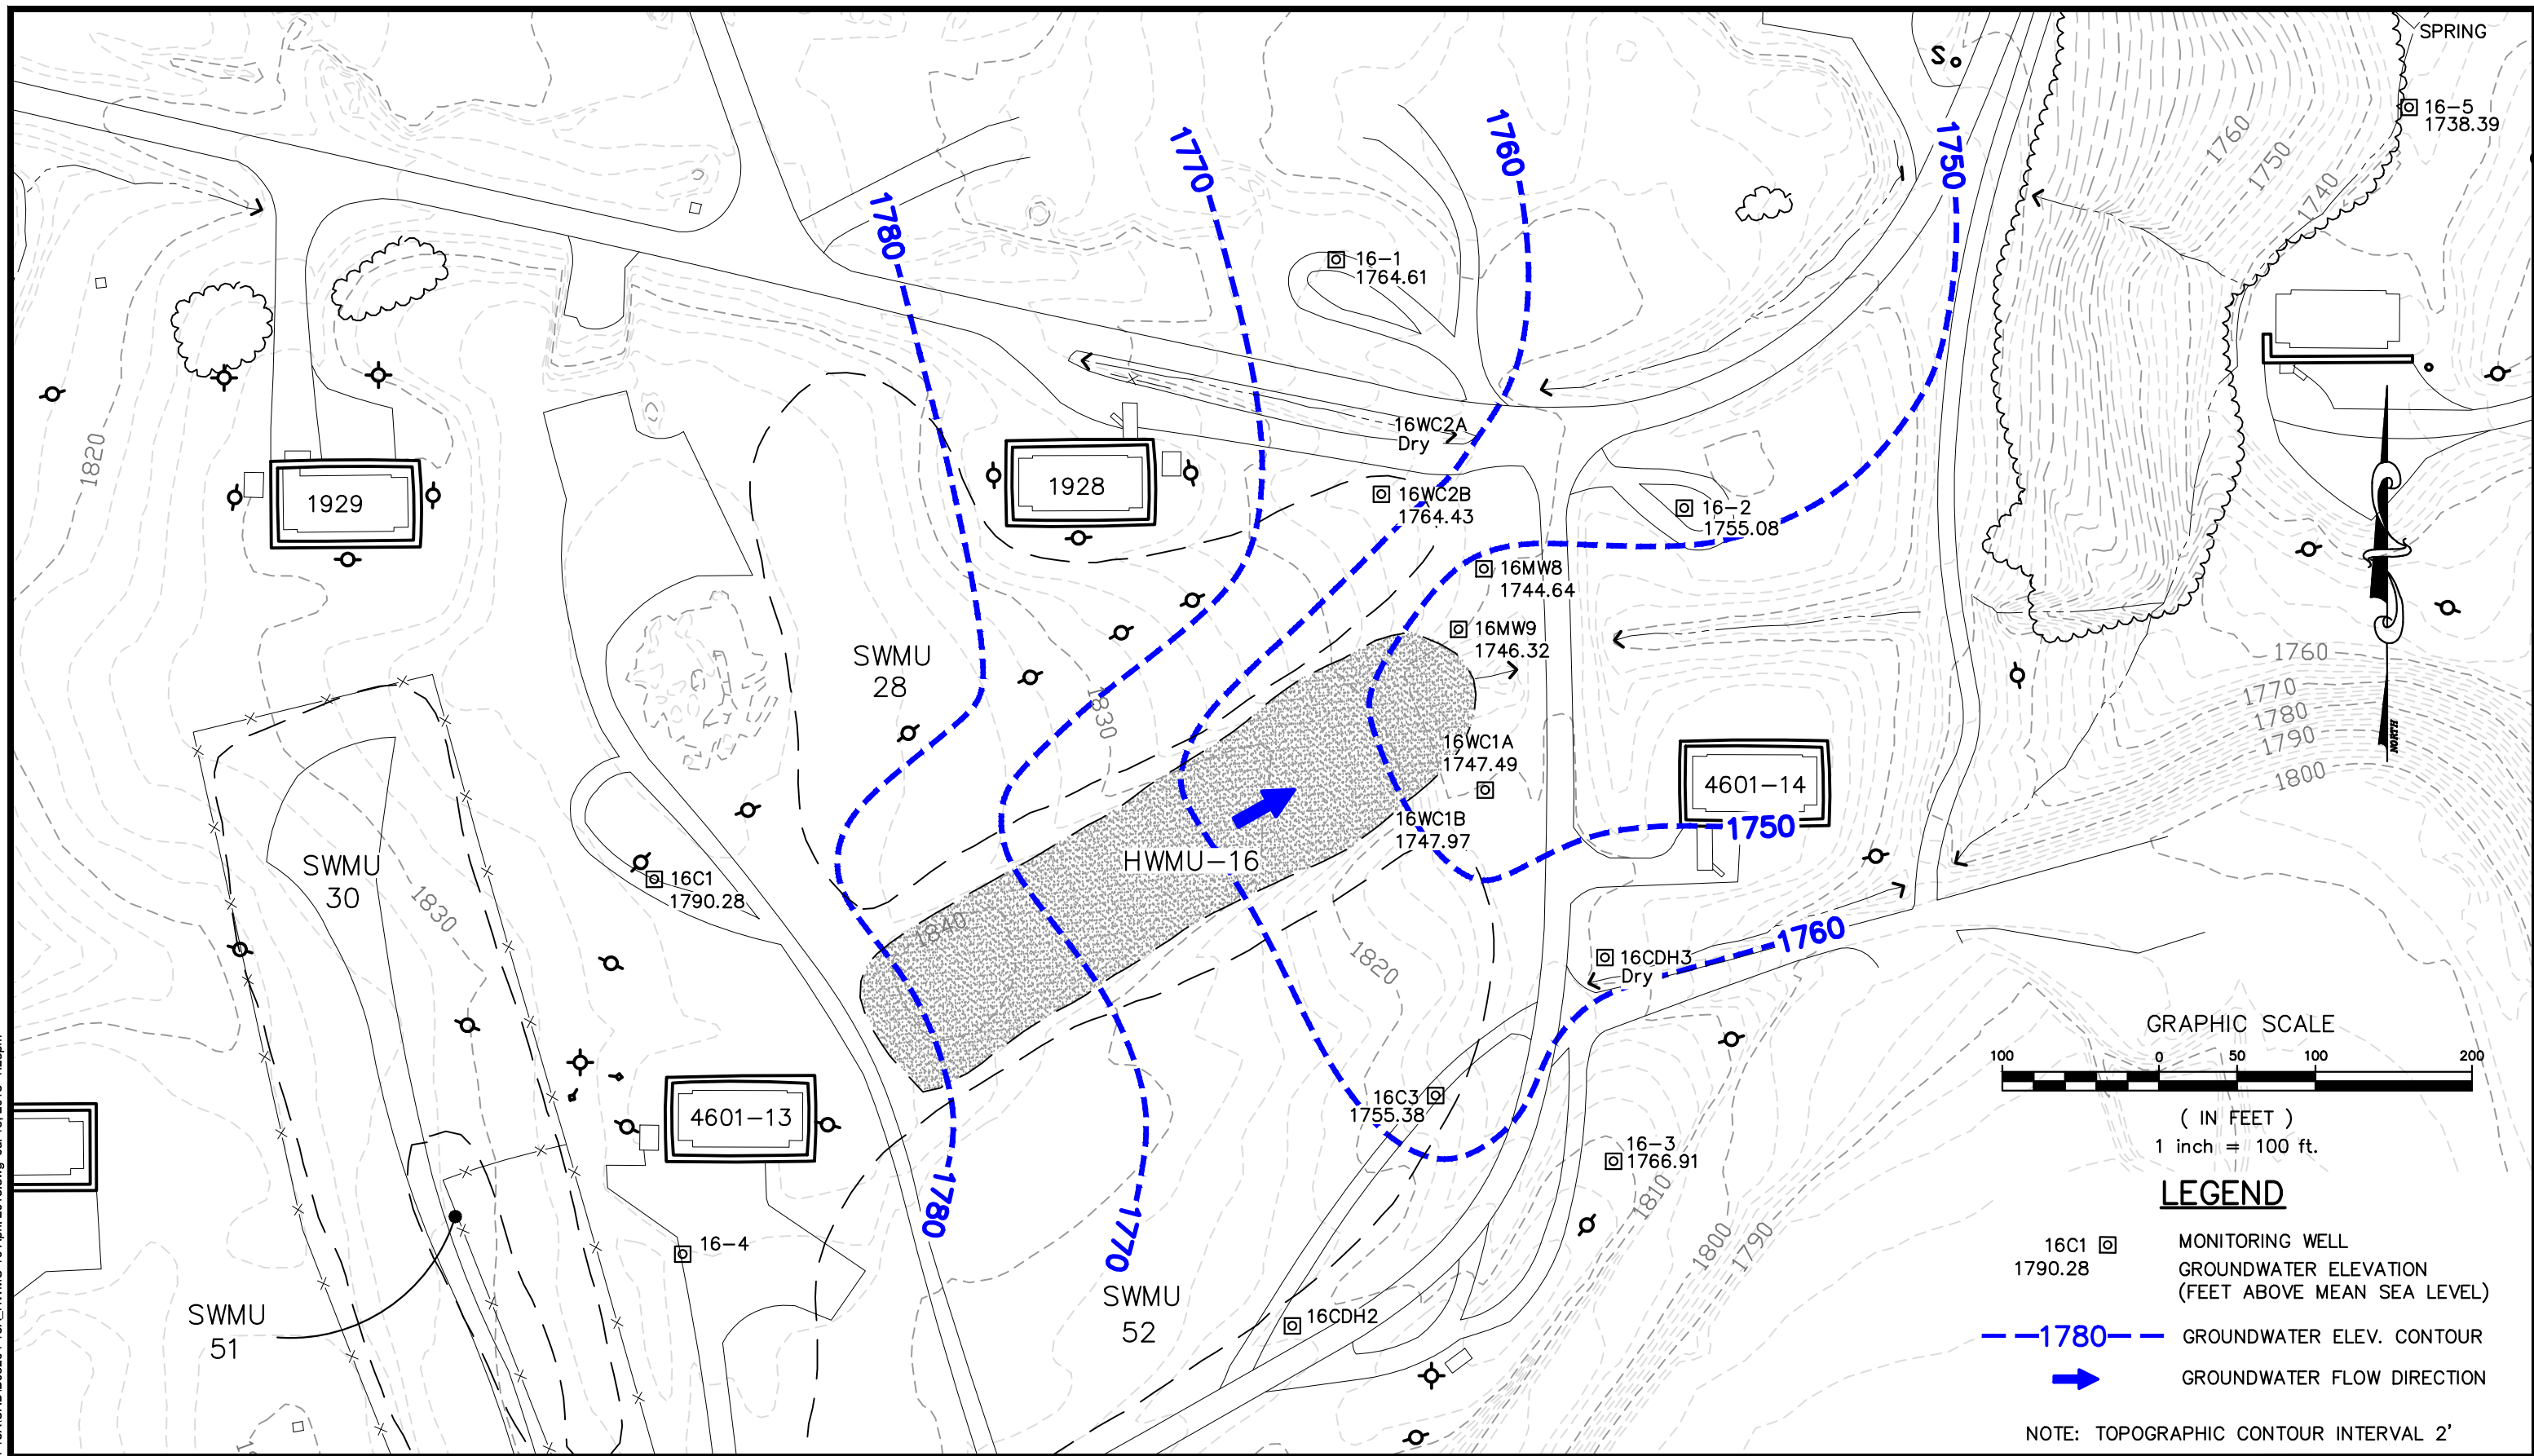 SPRING
S
16-5
1738.39
1780
1770
1760
1750
1760
1750
1740
16-1
1764.61
1820
16WC2A
Dry
1929
1928
16WC2B
1764.43
16-2
1755.08
16MW8
1744.64
16MW9
1746.32
SWMU
28
1830
1760
1770
1780
1790
1800
NORTH
16WC1A
1747.49
4601-14
16WC1B
1747.97
1750
HWMU-16
SWMU
30
16C1
1790.28
1830
1840
1820
1760
16CDH3
Dry
GRAPHIC SCALE
100 0 50 100 200
( IN FEET )
1 inch = 100 ft.
4601-13
16C3
1755.38
16-3
1766.91
1810
1800
1790
1780
1770
16-4
SWMU
51
SWMU
52
16CDH2
LEGEND
16C1
1790.28
MONITORING WELL
GROUNDWATER ELEVATION
(FEET ABOVE MEAN SEA LEVEL)
1780
GROUNDWATER ELEV. CONTOUR
GROUNDWATER FLOW DIRECTION
NOTE: TOPOGRAPHIC CONTOUR INTERVAL 2'